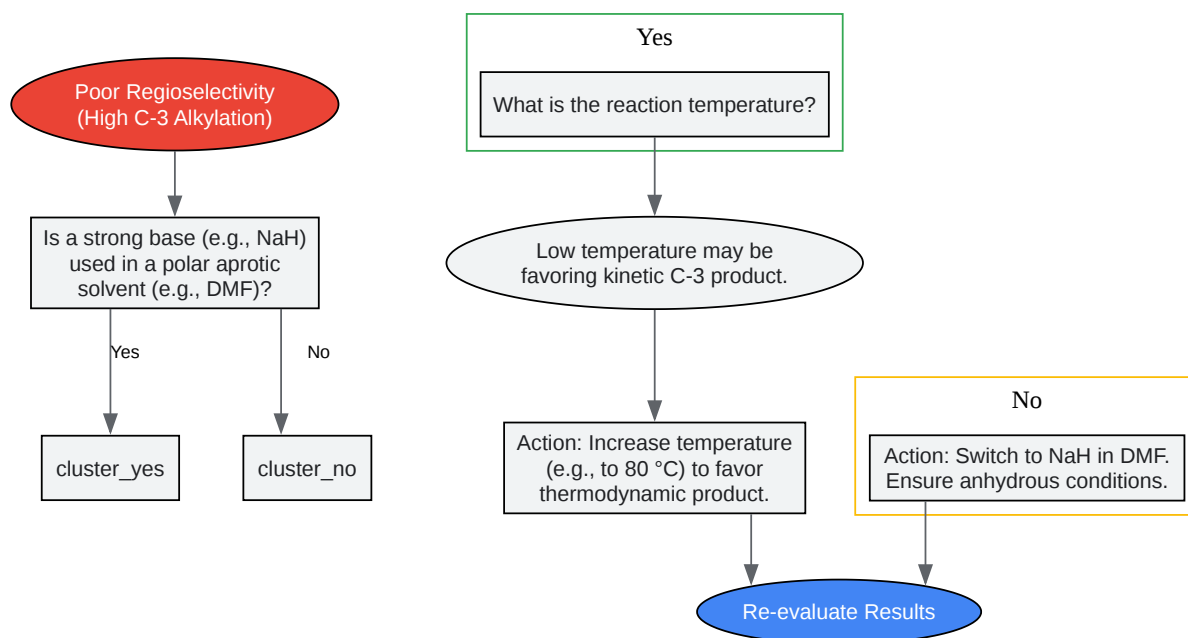 Poor Regioselectivity
(High C-3 Alkylation)
Is a strong base (e.g., NaH)
used in a polar aprotic
solvent (e.g., DMF)?
Yes
No
cluster_yes
cluster_no
Yes
What is the reaction temperature?
Low temperature may be
favoring kinetic C-3 product.
Action: Increase temperature
(e.g., to 80 °C) to favor
thermodynamic product.
No
Action: Switch to NaH in DMF.
Ensure anhydrous conditions.
Re-evaluate Results